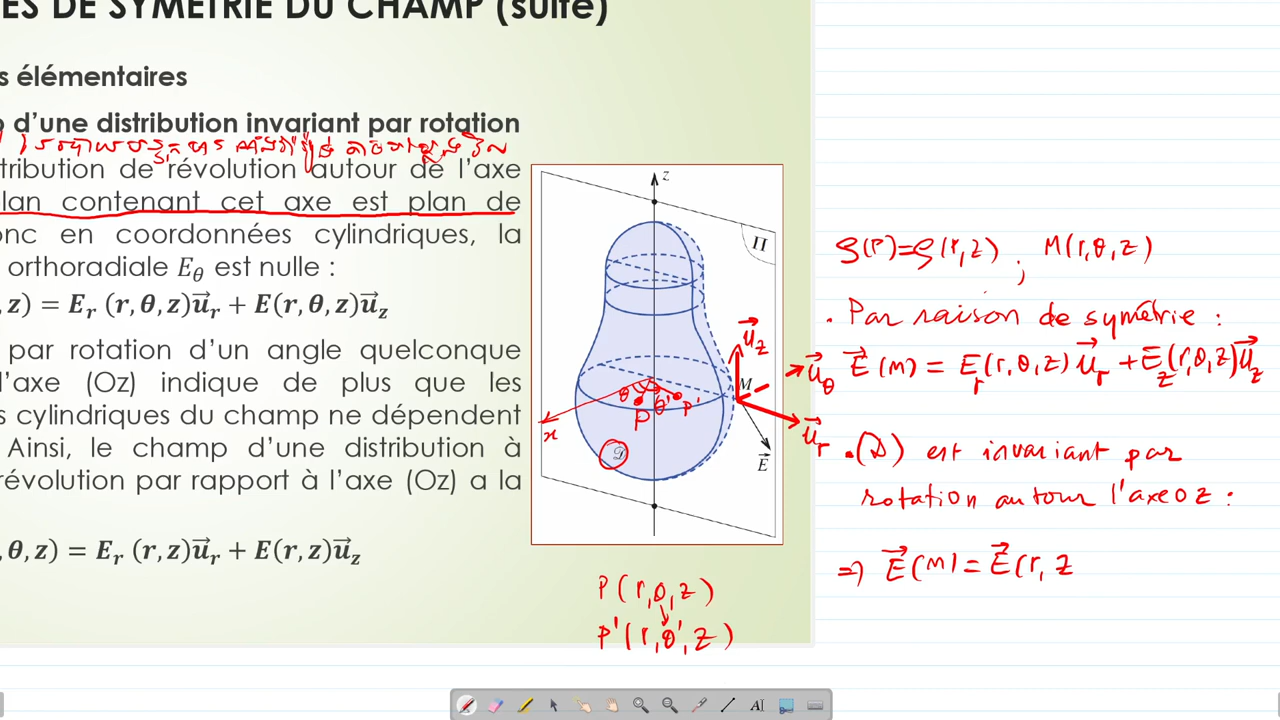 ES DE SYMÉTRIE DU CHAMP (suite)
s élémentaires
d'une distribution invariant par rotation
tribution de révolution autour de l'axe
lan contenant cet axe est plan de
onc en coordonnées cylindriques, la
orthoradiale E_θ est nulle :
, z) = E_r (r, θ, z)u⃗_r + E(r, θ, z)u⃗_z
par rotation d'un angle quelconque
l'axe (Oz) indique de plus que les
s cylindriques du champ ne dépendent
Ainsi, le champ d'une distribution à
révolution par rapport à l'axe (Oz) a la
, θ, z) = E_r (r, z)u⃗_r + E(r, z)u⃗_z
z
Π
u⃗_z
M
u⃗_θ
θ
θ'
P
P'
x
u⃗_r
𝒟
E⃗
P(r, θ, z)
P'(r, θ', z)
ρ(P)=ρ(r, z) ; M(r, θ, z)
. Par raison de symétrie :
E⃗(M) = E_r(r, θ, z) u⃗_r + E_z(r, θ, z) u⃗_z
.(D) est invariant par
rotation autour l'axe oz :
⇒ E⃗(M) = E⃗(r, z